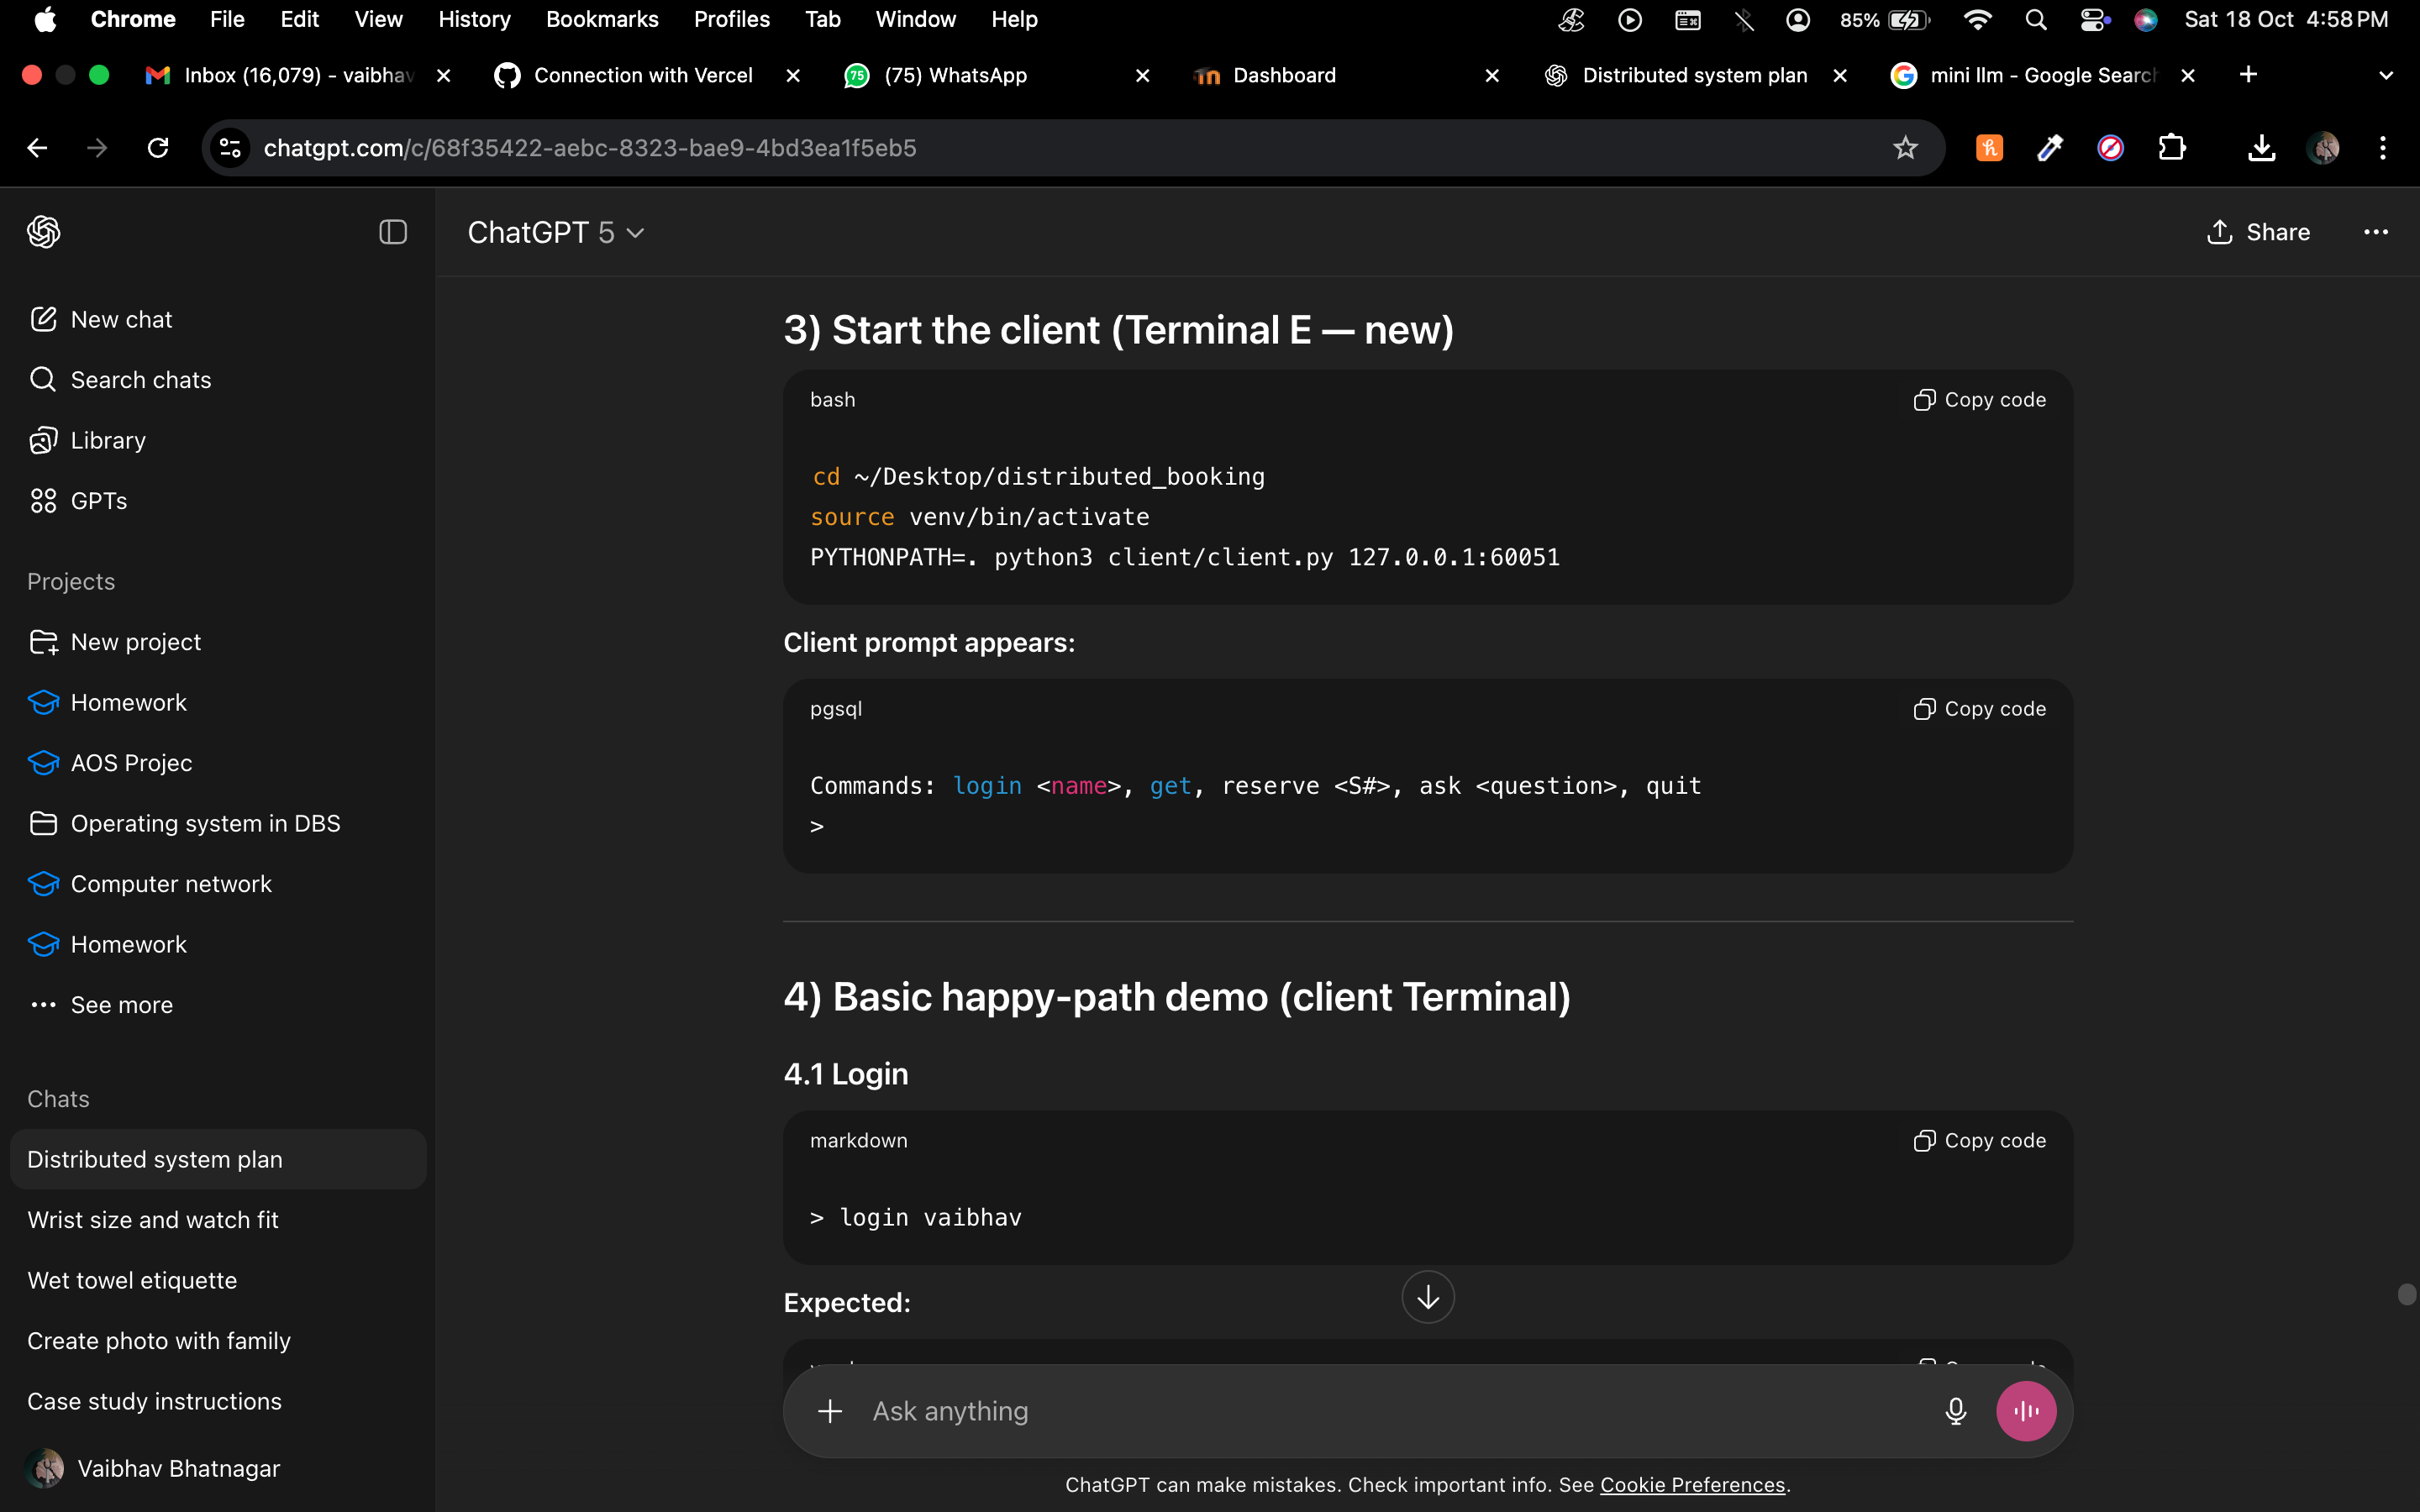 Chrome File Edit View History Bookmarks Profiles Tab Window Help 85% Sat 18 Oct 4:58 PM
Inbox (16,079) - vaibhav Connection with Vercel 75 (75) WhatsApp Dashboard Distributed system plan mini llm - Google Search
chatgpt.com/c/68f35422-aebc-8323-bae9-4bd3ea1f5eb5
ChatGPT 5
Share
New chat
Search chats
Library
GPTs
Projects
New project
Homework
AOS Projec
Operating system in DBS
Computer network
Homework
See more
Chats
Distributed system plan
Wrist size and watch fit
Wet towel etiquette
Create photo with family
Case study instructions
Vaibhav Bhatnagar
3) Start the client (Terminal E — new)
bash
Copy code
cd ~/Desktop/distributed_booking
source venv/bin/activate
PYTHONPATH=. python3 client/client.py 127.0.0.1:60051
Client prompt appears:
pgsql
Copy code
Commands: login <name>, get, reserve <S#>, ask <question>, quit
>
4) Basic happy-path demo (client Terminal)
4.1 Login
markdown
Copy code
> login vaibhav
Expected:
Ask anything
ChatGPT can make mistakes. Check important info. See Cookie Preferences.